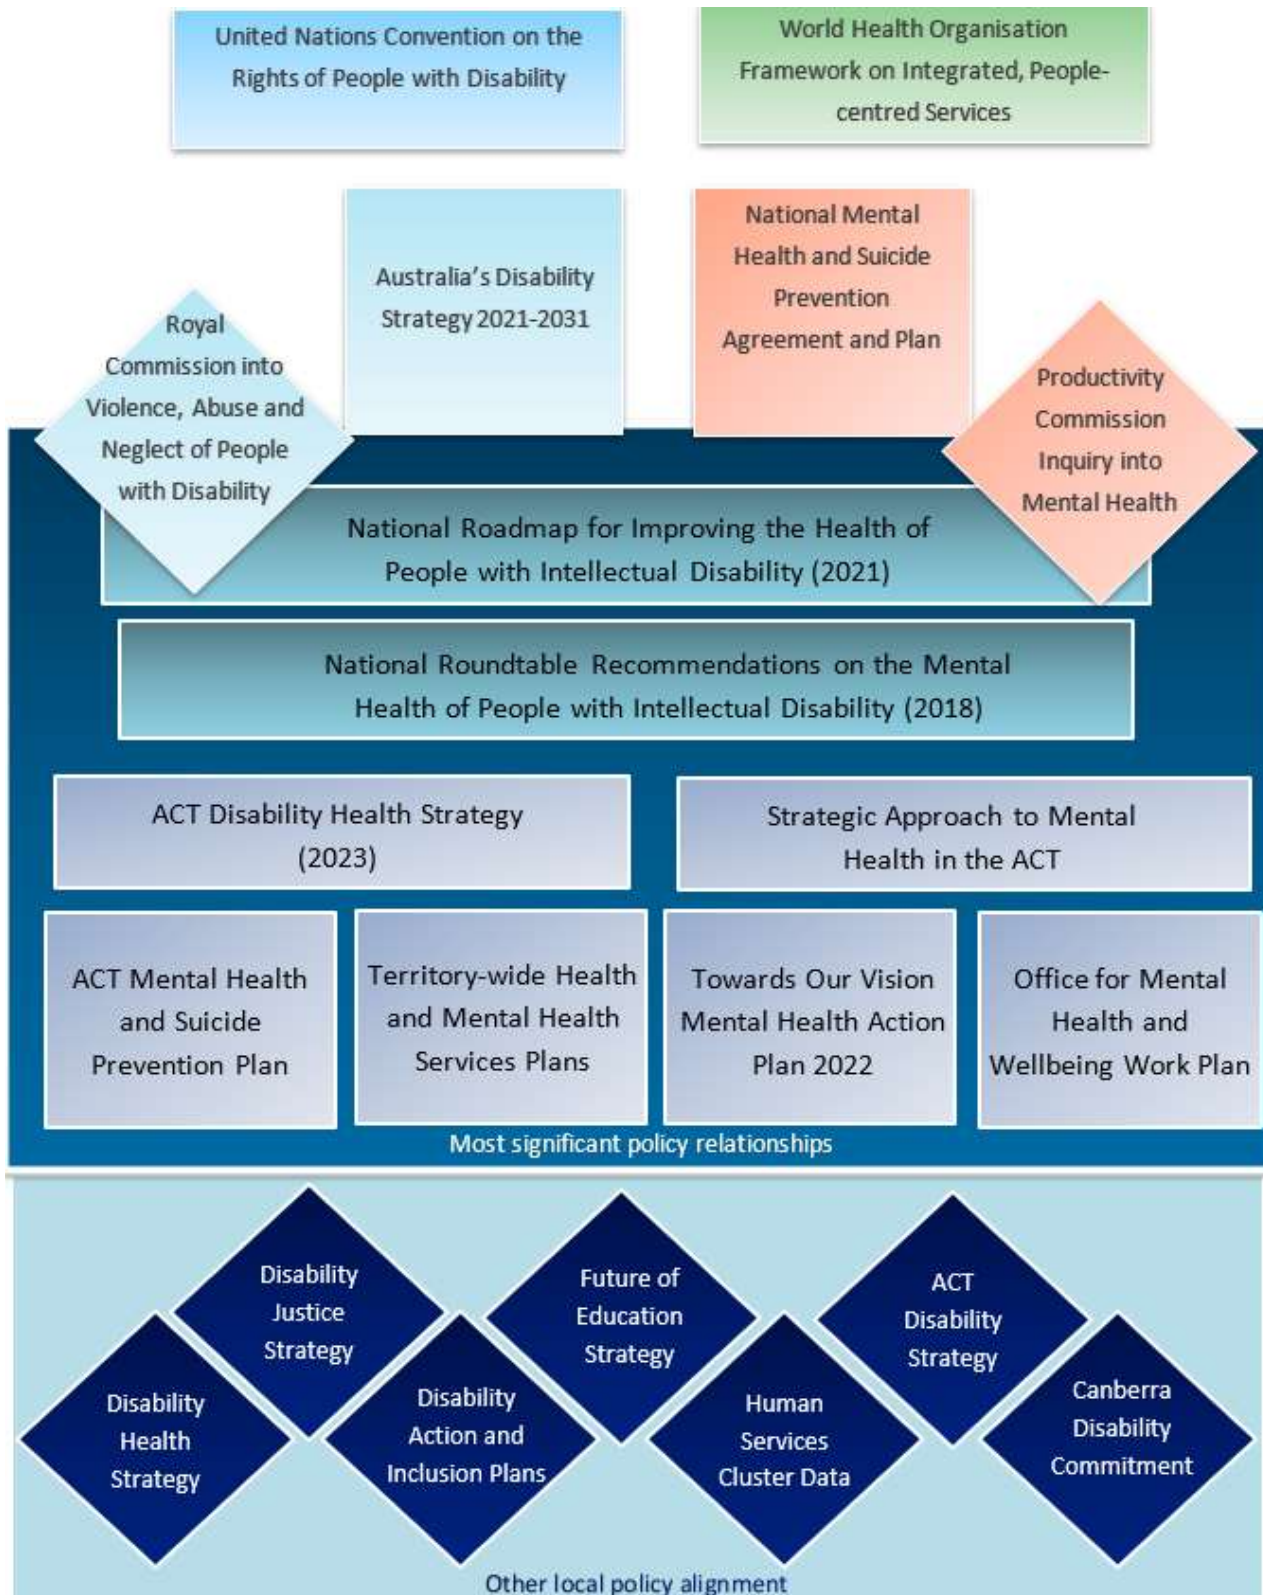 United Nations Convention on the
Rights of People with Disability
World Health Organisation
Framework on Integrated, People-
centred Services
Australia's Disability
Strategy 2021-2031
National Mental
Health and Suicide
Prevention
Agreement and Plan
Royal
Commission into
Violence, Abuse and
Neglect of People
with Disability
Productivity
Commission
Inquiry into
Mental Health
National Roadmap for Improving the Health of
People with Intellectual Disability (2021)
National Roundtable Recommendations on the Mental
Health of People with Intellectual Disability (2018)
ACT Disability Health Strategy
(2023)
Strategic Approach to Mental
Health in the ACT
ACT Mental Health
and Suicide
Prevention Plan
Territory-wide Health
and Mental Health
Services Plans
Towards Our Vision
Mental Health Action
Plan 2022
Office for Mental
Health and
Wellbeing Work Plan
Most significant policy relationships
Disability
Justice
Strategy
Future of
Education
Strategy
ACT
Disability
Strategy
Disability
Health
Strategy
Disability
Action and
Inclusion Plans
Human
Services
Cluster Data
Canberra
Disability
Commitment
Other local policy alignment